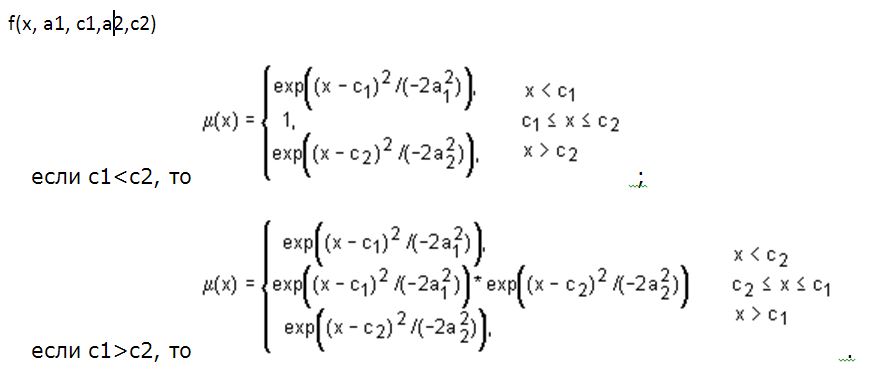 f(x, a1, c1,a2,c2)
exp((x - c₁)² /(-2a₁²)), x < c₁
μ(x) = { 1, c₁ ≤ x ≤ c₂
exp((x - c₂)² /(-2a₂²)), x > c₂
если c1<c2, то ;
exp((x - c₁)² /(-2a₁²)), x < c₂
μ(x) = { exp((x - c₁)² /(-2a₁²)) * exp((x - c₂)² /(-2a₂²)) c₂ ≤ x ≤ c₁
exp((x - c₂)² /(-2a₂²)), x > c₁
если c1>c2, то .